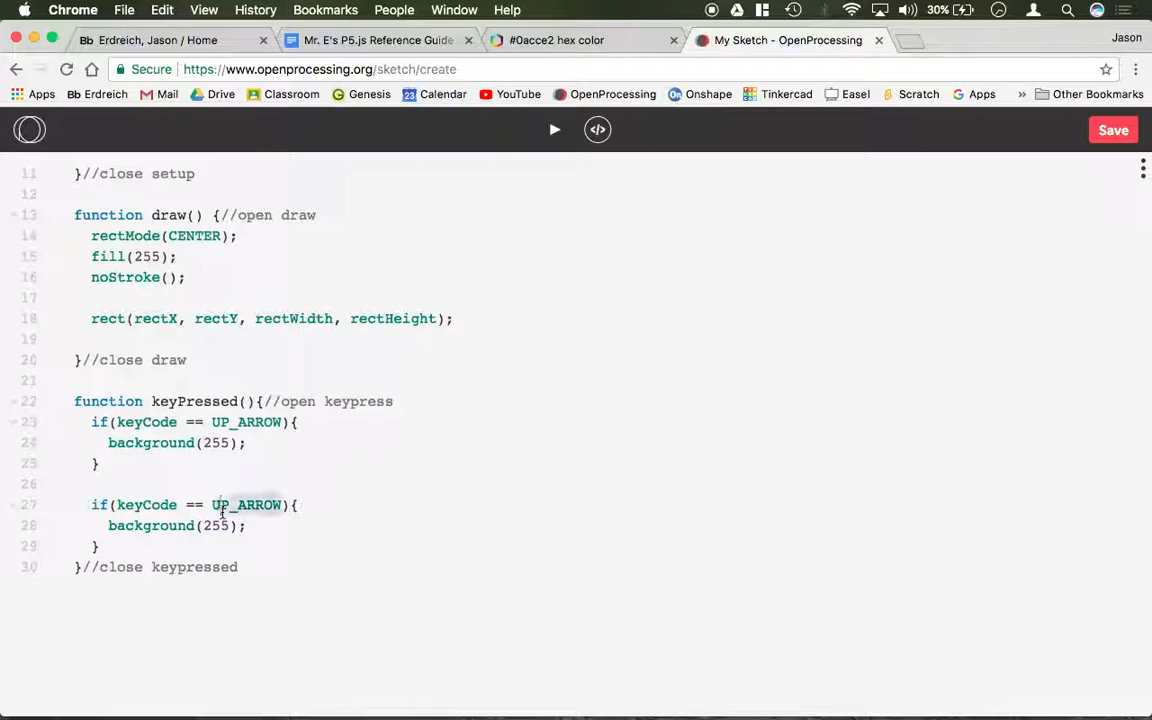 Chrome File Edit View History Bookmarks People Window Help 30%
Bb Erdreich, Jason / Home Mr. E's P5.js Reference Guide #0acce2 hex color My Sketch - OpenProcessing Jason
Secure https://www.openprocessing.org/sketch/create
Apps Bb Erdreich Mail Drive Classroom Genesis 23 Calendar YouTube OpenProcessing On Onshape Tinkercad Easel Scratch Apps » Other Bookmarks
</> Save
11 }//close setup
12
13 function draw() {//open draw
14 rectMode(CENTER);
15 fill(255);
16 noStroke();
17
18 rect(rectX, rectY, rectWidth, rectHeight);
19
20 }//close draw
21
22 function keyPressed(){//open keypress
23 if(keyCode == UP_ARROW){
24 background(255);
25 }
26
27 if(keyCode == UP_ARROW){
28 background(255);
29 }
30 }//close keypressed